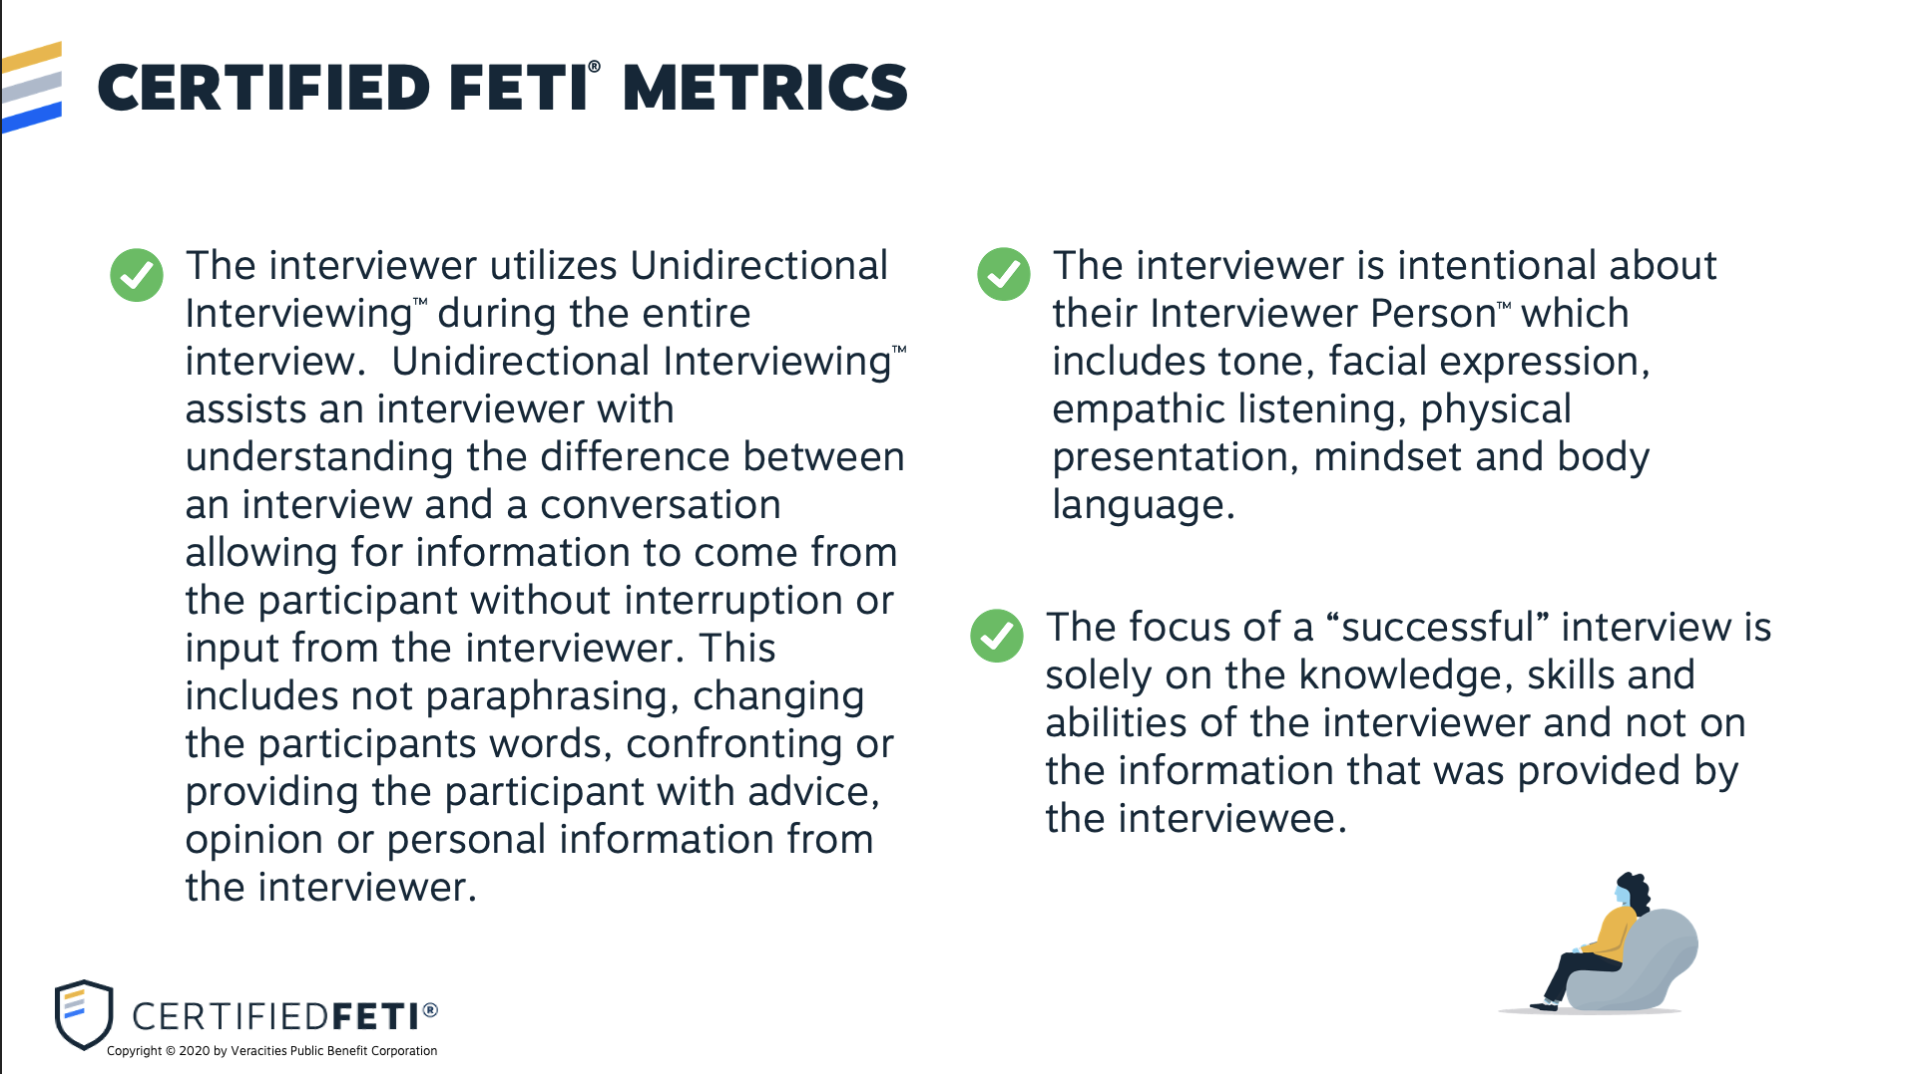 CERTIFIED FETI® METRICS
The interviewer utilizes Unidirectional
Interviewing™ during the entire
interview.  Unidirectional Interviewing™
assists an interviewer with
understanding the difference between
an interview and a conversation
allowing for information to come from
the participant without interruption or
input from the interviewer. This
includes not paraphrasing, changing
the participants words, confronting or
providing the participant with advice,
opinion or personal information from
the interviewer.
The interviewer is intentional about
their Interviewer Person™ which
includes tone, facial expression,
empathic listening, physical
presentation, mindset and body
language.
The focus of a “successful” interview is
solely on the knowledge, skills and
abilities of the interviewer and not on
the information that was provided by
the interviewee.
CERTIFIEDFETI®
Copyright © 2020 by Veracities Public Benefit Corporation